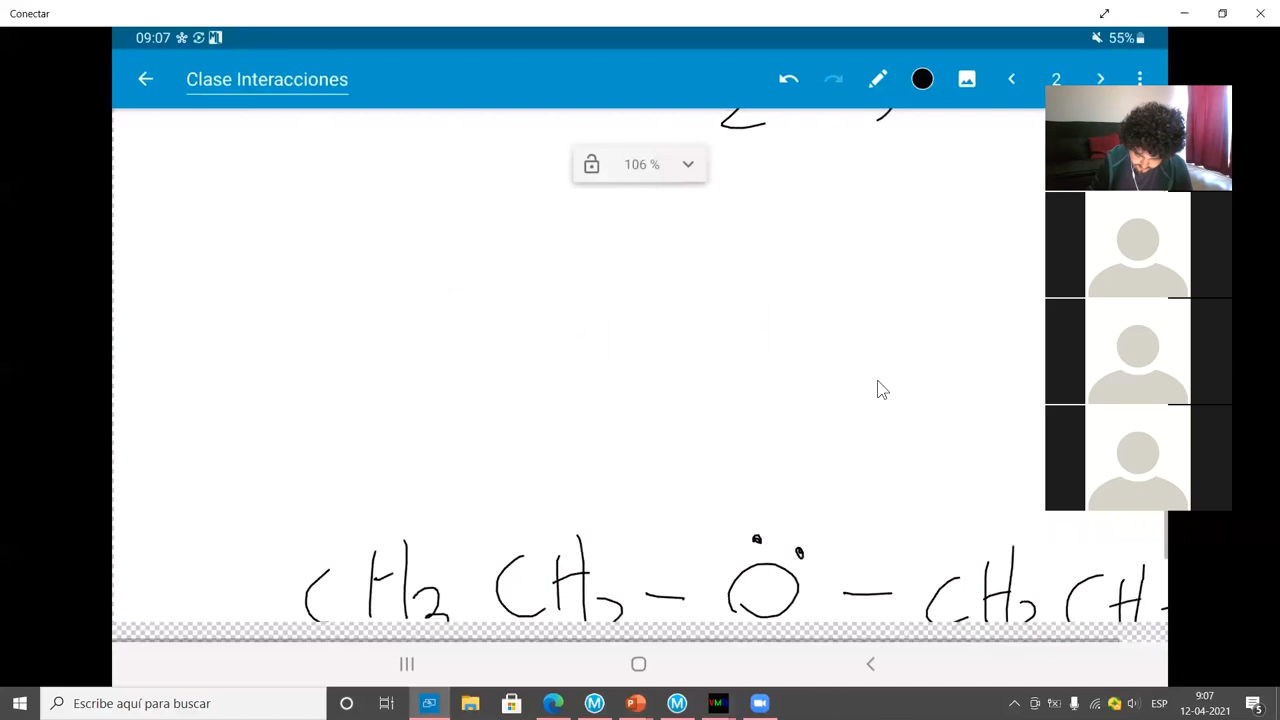 Conectar
09:07
55%
Clase Interacciones
2
106 %
CH2 CH2 - O - CH2 CH
Escribe aquí para buscar
ESP
9:07
12-04-2021
5